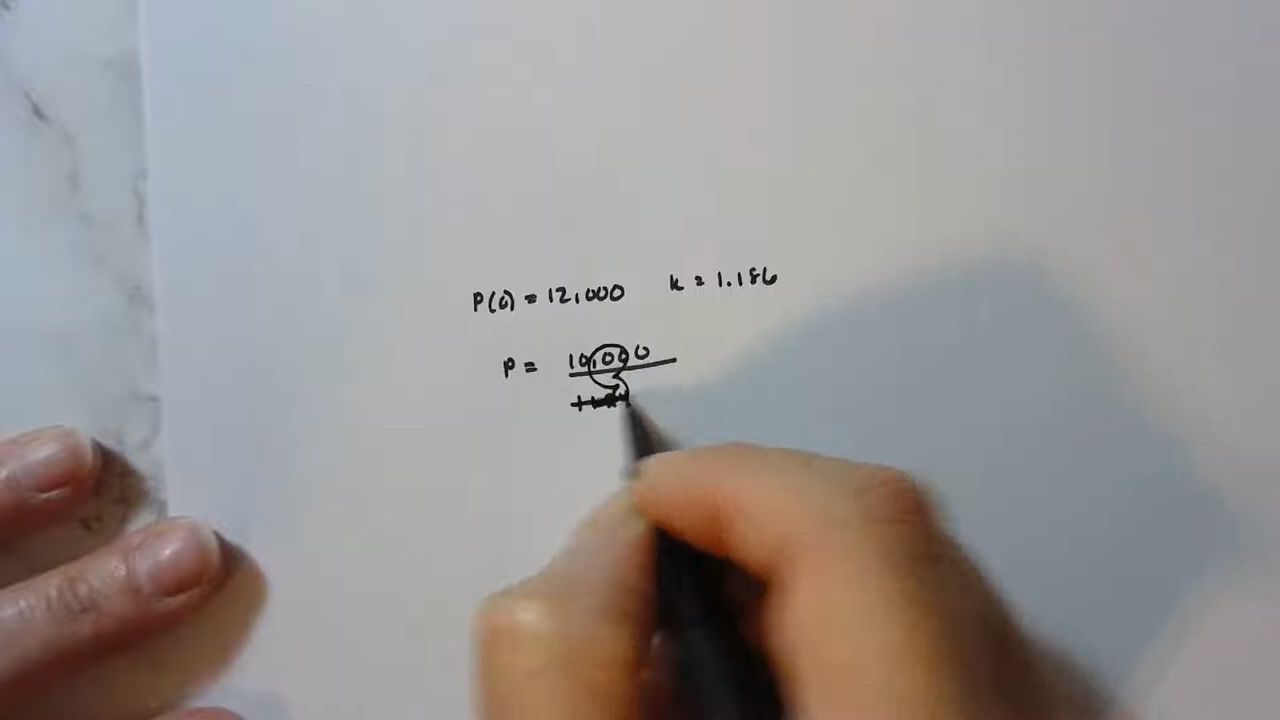 P(0) = 12,000 k = 1.186
P = 10,000